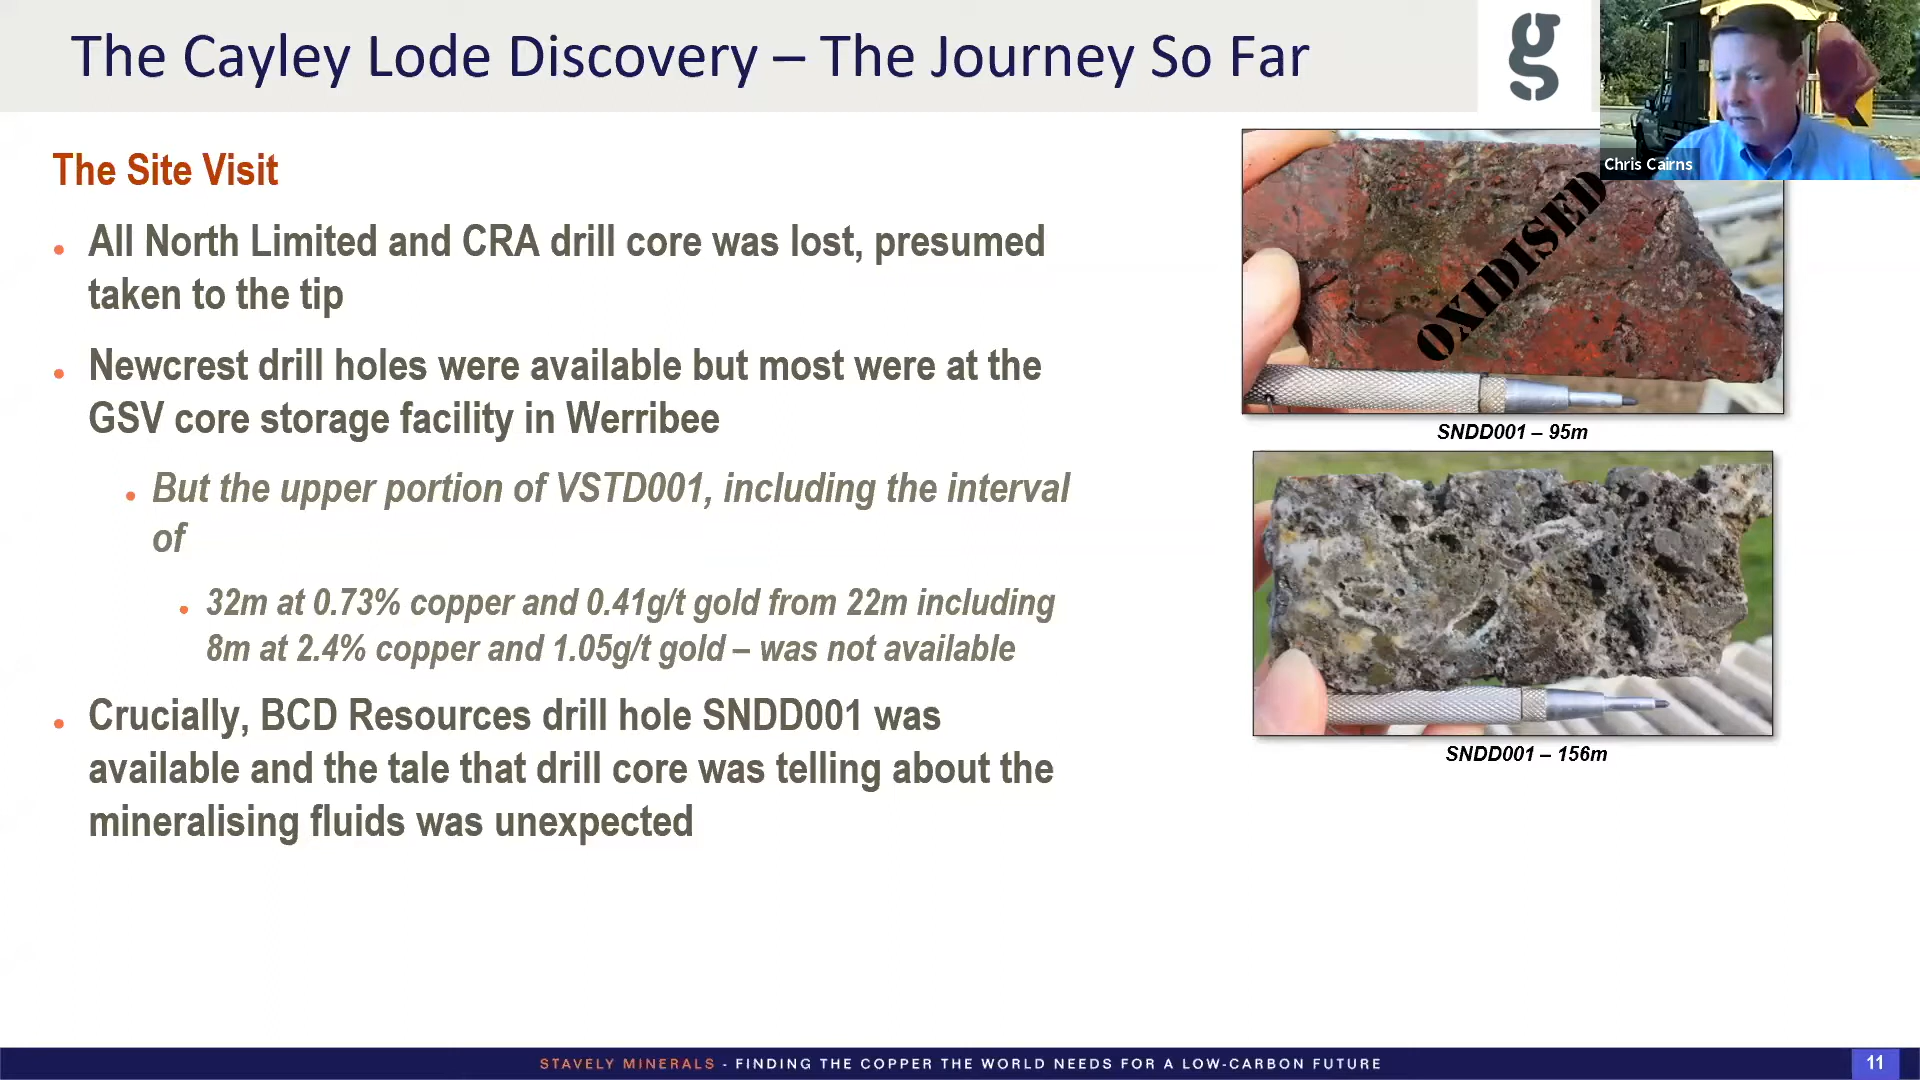 The Cayley Lode Discovery – The Journey So Far
gs
Chris Cairns
The Site Visit
All North Limited and CRA drill core was lost, presumed
taken to the tip
Newcrest drill holes were available but most were at the
GSV core storage facility in Werribee
But the upper portion of VSTD001, including the interval
of
32m at 0.73% copper and 0.41g/t gold from 22m including
8m at 2.4% copper and 1.05g/t gold – was not available
Crucially, BCD Resources drill hole SNDD001 was
available and the tale that drill core was telling about the
mineralising fluids was unexpected
OXIDISED
SNDD001 – 95m
SNDD001 – 156m
STAVELY MINERALS - FINDING THE COPPER THE WORLD NEEDS FOR A LOW-CARBON FUTURE
11